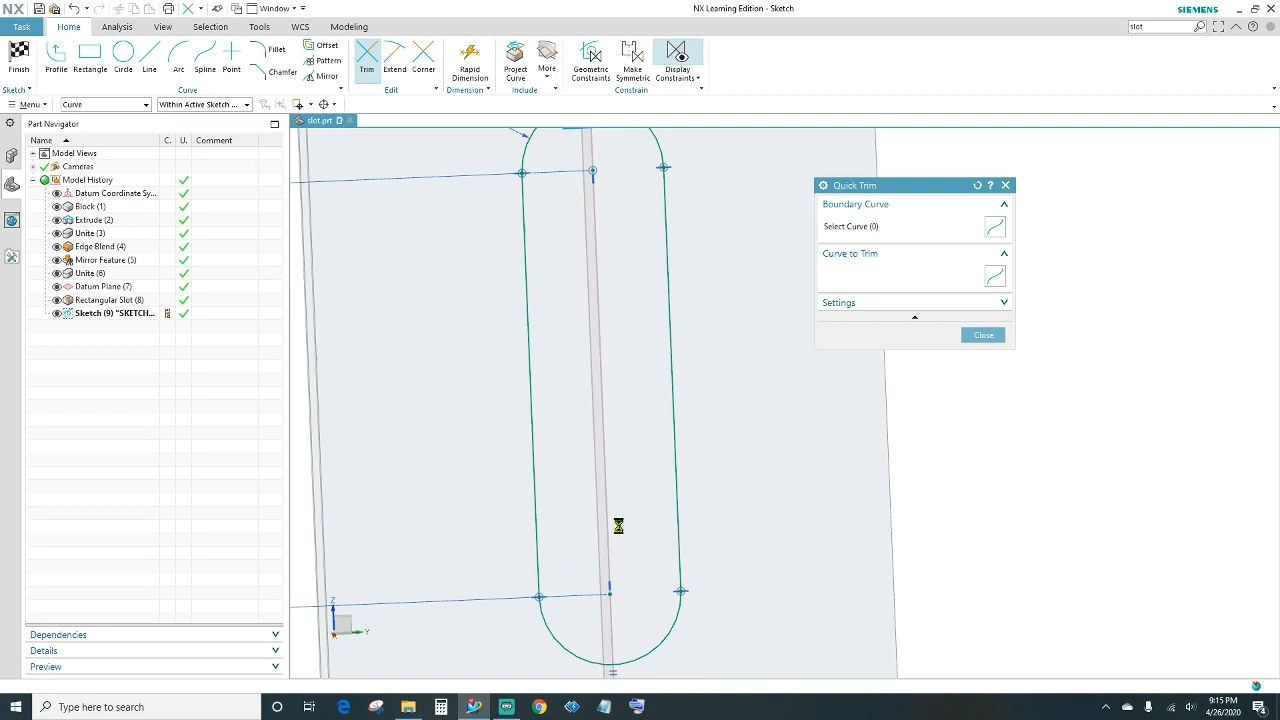 NX
Window
NX Learning Edition - Sketch
SIEMENS
Task
Home
Analysis
View
Selection
Tools
WCS
Modeling
slot
Finish
Profile
Rectangle
Circle
Line
Arc
Spline
Point
Fillet
Chamfer
Offset
Pattern
Mirror
Trim
Extend
Corner
Rapid
Dimension
Project
Curve
More
Geometric
Constraints
Make
Symmetric
Display
Constraints
Sketch
Curve
Edit
Dimension
Include
Constrain
Menu
Curve
Within Active Sketch ...
Part Navigator
slot.prt
Name
C.
U.
Comment
Model Views
Cameras
Model History
Datum Coordinate Sy...
Block (1)
Extrude (2)
Unite (3)
Edge Blend (4)
Mirror Feature (5)
Unite (6)
Datum Plane (7)
Rectangular Slot (8)
Sketch (9) "SKETCH...
Quick Trim
Boundary Curve
Select Curve (0)
Curve to Trim
Settings
Close
Z
Y
X
Dependencies
Details
Preview
Type here to search
9:15 PM
4/26/2020